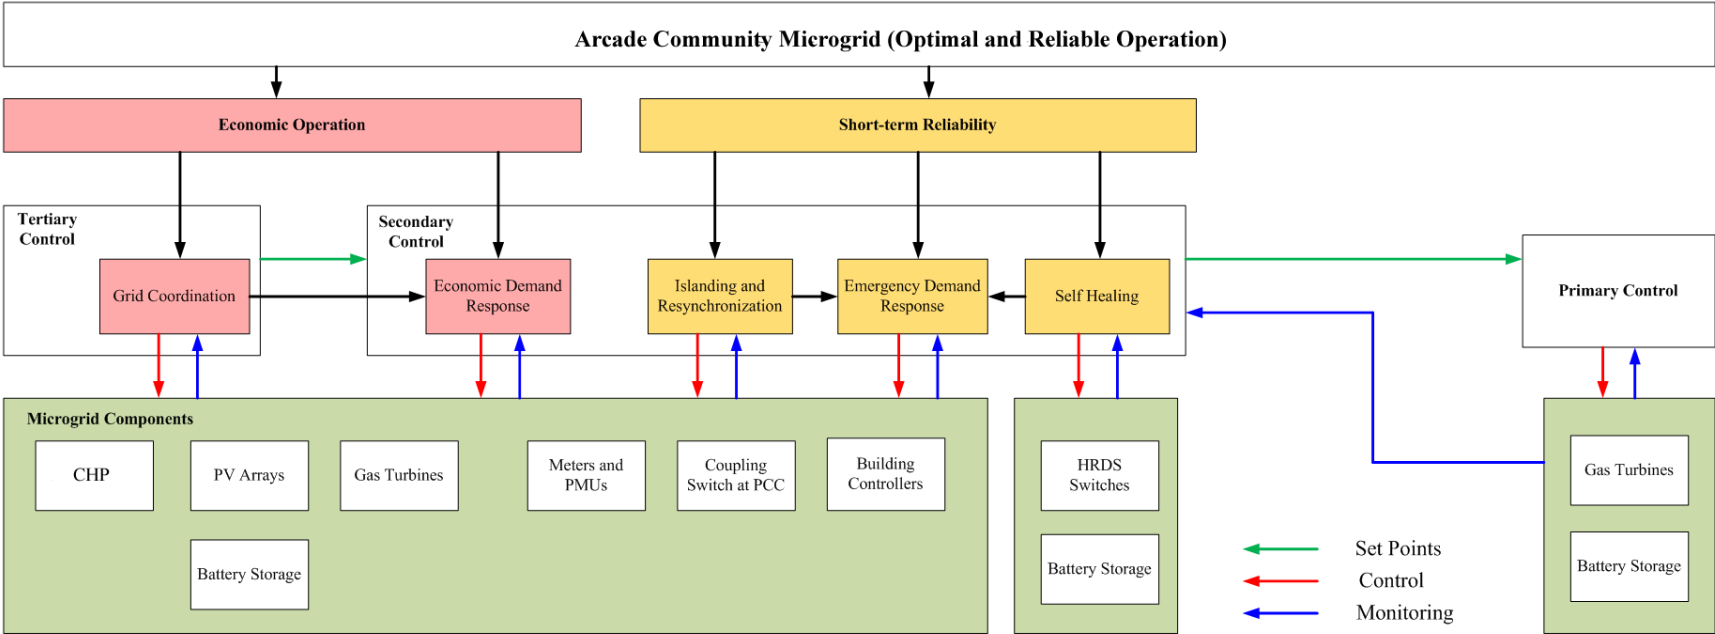 Arcade Community Microgrid (Optimal and Reliable Operation)
Economic Operation
Short-term Reliability
Tertiary
Control
Secondary
Control
Grid Coordination
Economic Demand
Response
Islanding and
Resynchronization
Emergency Demand
Response
Self Healing
Primary Control
Microgrid Components
CHP
PV Arrays
Gas Turbines
Meters and
PMUs
Coupling
Switch at PCC
Building
Controllers
Battery Storage
HRDS
Switches
Battery Storage
Gas Turbines
Battery Storage
Set Points
Control
Monitoring